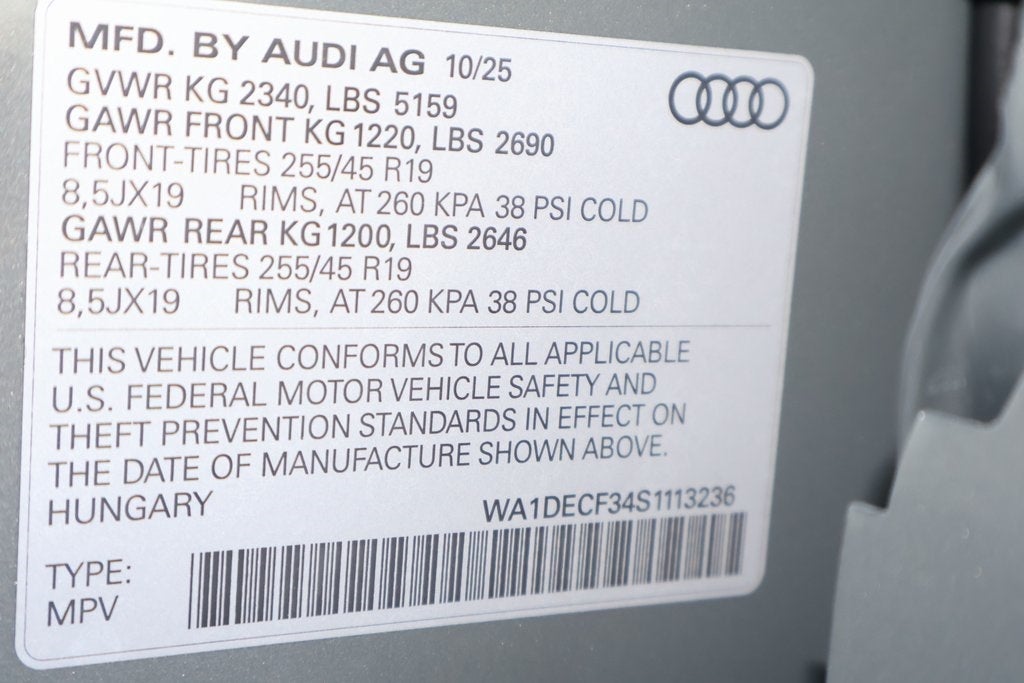 MFD. BY AUDI AG 10/25
GVWR KG 2340, LBS 5159
GAWR FRONT KG 1220, LBS 2690
FRONT-TIRES 255/45 R19
8,5JX19 RIMS, AT 260 KPA 38 PSI COLD
GAWR REAR KG 1200, LBS 2646
REAR-TIRES 255/45 R19
8,5JX19 RIMS, AT 260 KPA 38 PSI COLD
THIS VEHICLE CONFORMS TO ALL APPLICABLE
U.S. FEDERAL MOTOR VEHICLE SAFETY AND
THEFT PREVENTION STANDARDS IN EFFECT ON
THE DATE OF MANUFACTURE SHOWN ABOVE.
HUNGARY WA1DECF34S1113236
TYPE:
MPV